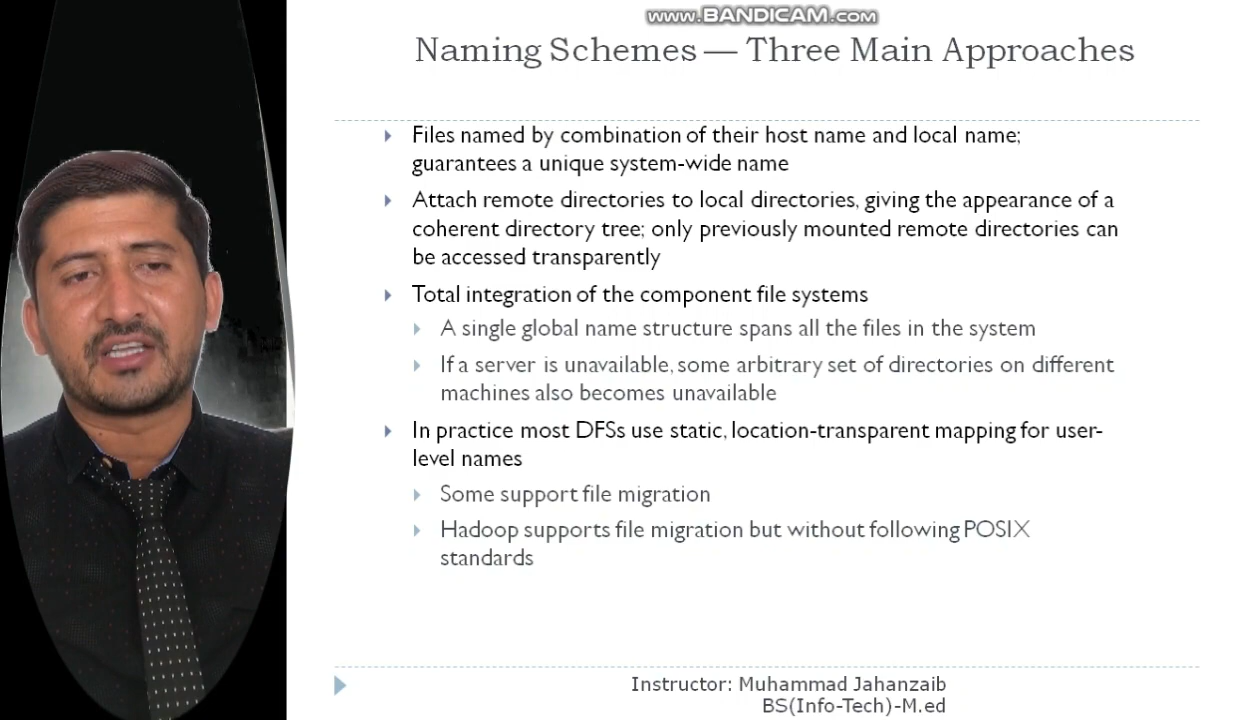 www.BANDICAM.com
Naming Schemes — Three Main Approaches
Files named by combination of their host name and local name;
guarantees a unique system-wide name
Attach remote directories to local directories, giving the appearance of a
coherent directory tree; only previously mounted remote directories can
be accessed transparently
Total integration of the component file systems
A single global name structure spans all the files in the system
If a server is unavailable, some arbitrary set of directories on different
machines also becomes unavailable
In practice most DFSs use static, location-transparent mapping for user-
level names
Some support file migration
Hadoop supports file migration but without following POSIX
standards
Instructor: Muhammad Jahanzaib
BS(Info-Tech)-M.ed